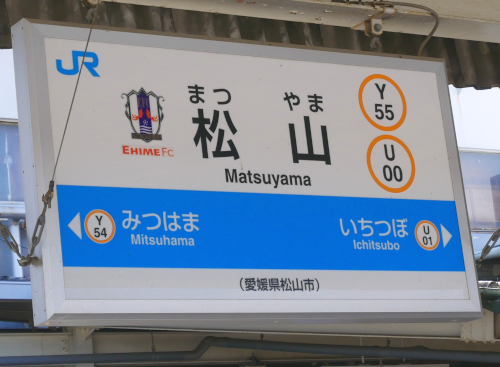 JR
EHIME FC
まつ やま
松 山
Matsuyama
Y
55
U
00
Y
54
みつはま
Mitsuhama
いちつぼ
Ichitsubo
U
01
(愛媛県松山市)